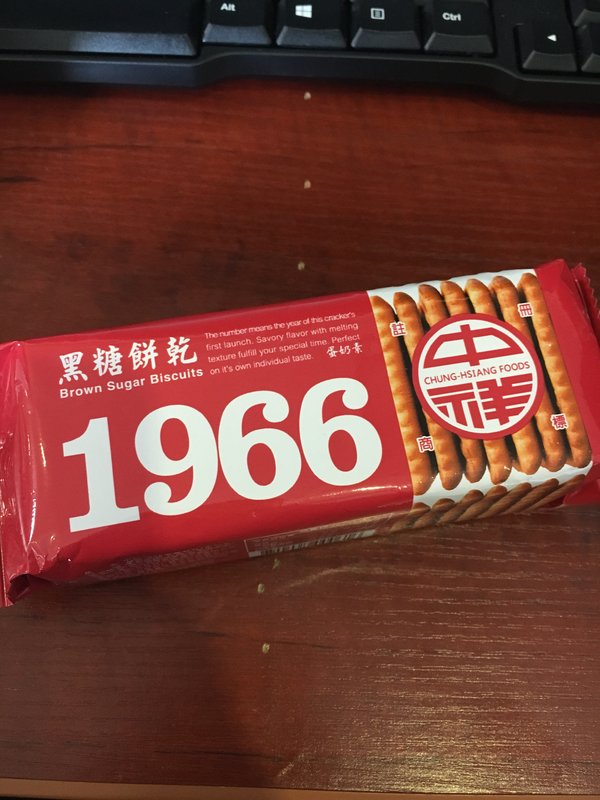 Alt
Ctrl
黑糖餅乾
Brown Sugar Biscuits
The number means the year of this cracker's
first launch. Savory flavor with melting
texture fulfill your special time. Perfect
on it's own individual taste.
蛋奶素
1966
註冊
商標
中
CHUNG-HSIANG FOODS
祥